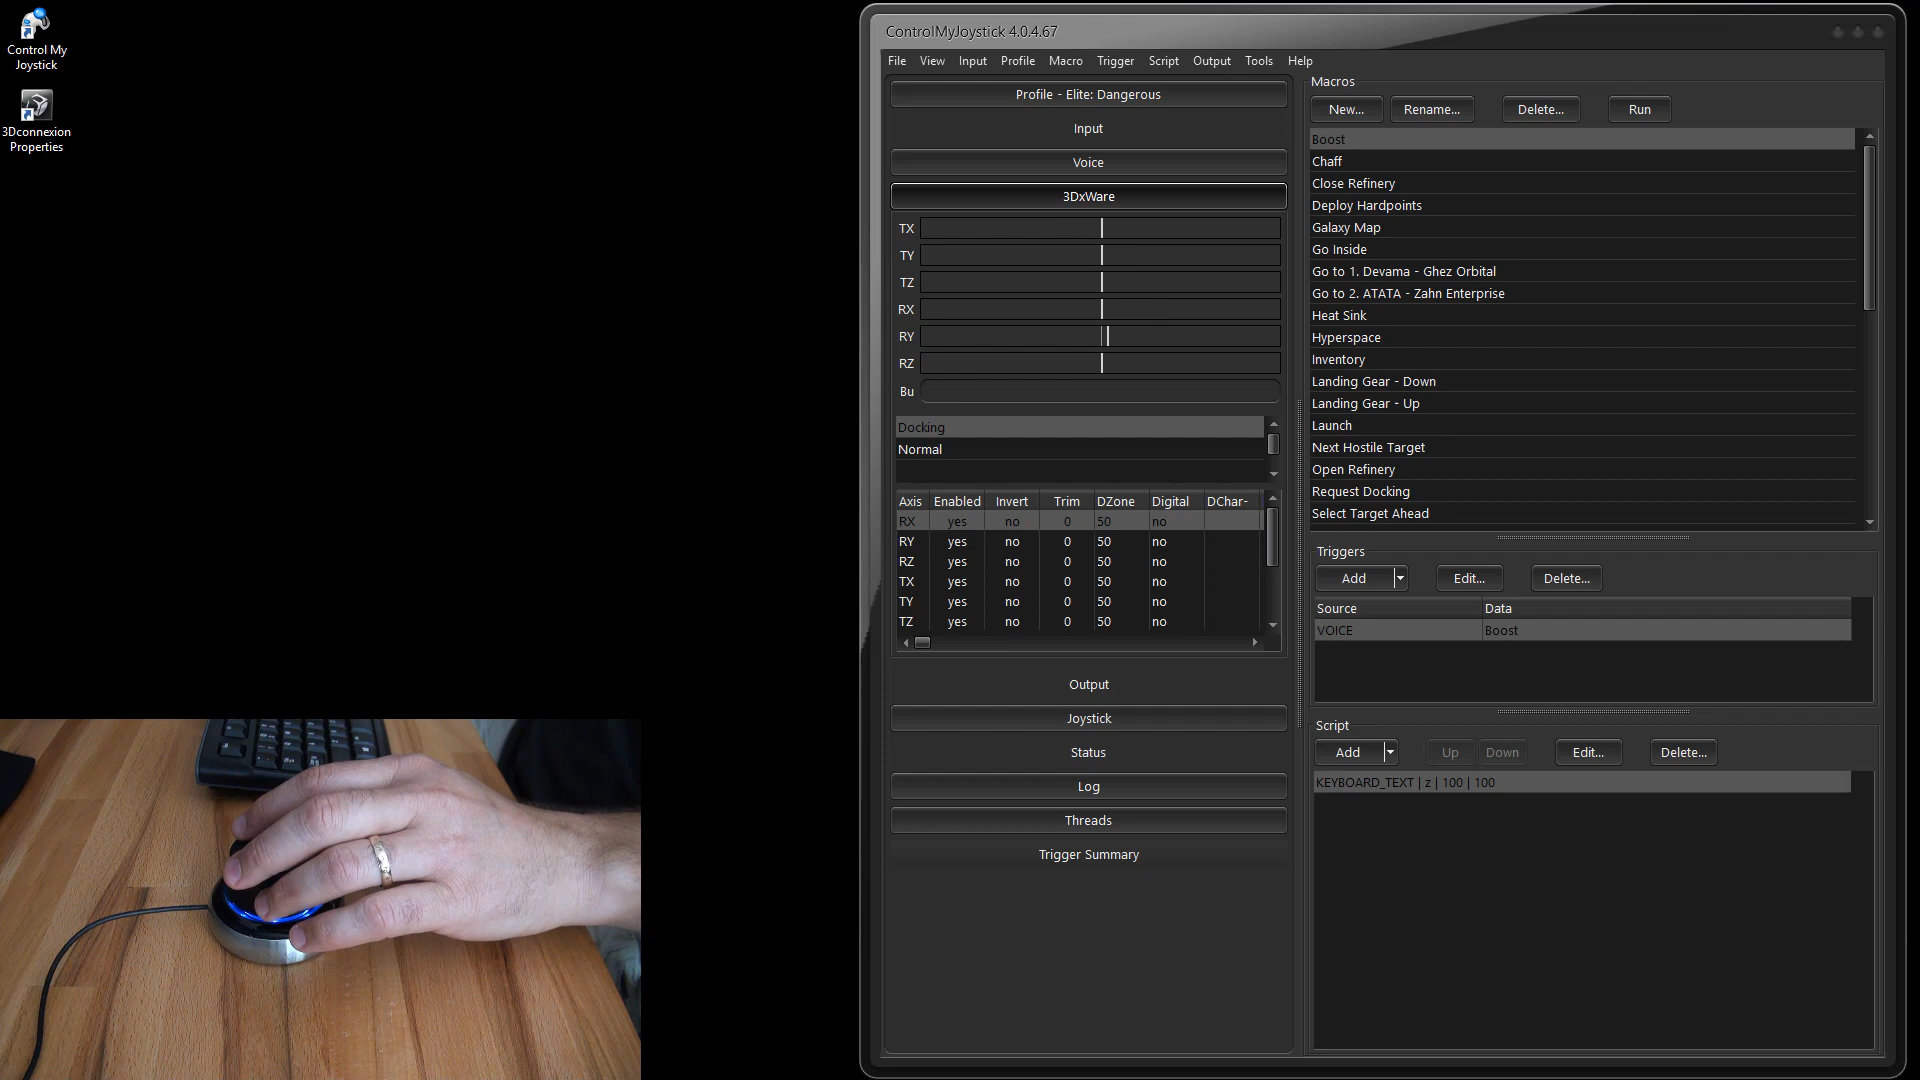 Control My
Joystick
3Dconnexion
Properties
ControlMyJoystick 4.0.4.67
File View Input Profile Macro Trigger Script Output Tools Help
Profile - Elite: Dangerous
Input
Voice
3DxWare
TX
TY
TZ
RX
RY
RZ
Bu
Docking
Normal
Axis Enabled Invert Trim DZone Digital DChar-
RX yes no 0 50 no
RY yes no 0 50 no
RZ yes no 0 50 no
TX yes no 0 50 no
TY yes no 0 50 no
TZ yes no 0 50 no
Output
Joystick
Status
Log
Threads
Trigger Summary
Macros
New... Rename... Delete... Run
Boost
Chaff
Close Refinery
Deploy Hardpoints
Galaxy Map
Go Inside
Go to 1. Devama - Ghez Orbital
Go to 2. ATATA - Zahn Enterprise
Heat Sink
Hyperspace
Inventory
Landing Gear - Down
Landing Gear - Up
Launch
Next Hostile Target
Open Refinery
Request Docking
Select Target Ahead
Triggers
Add Edit... Delete...
Source Data
VOICE Boost
Script
Add Up Down Edit... Delete...
KEYBOARD_TEXT | z | 100 | 100